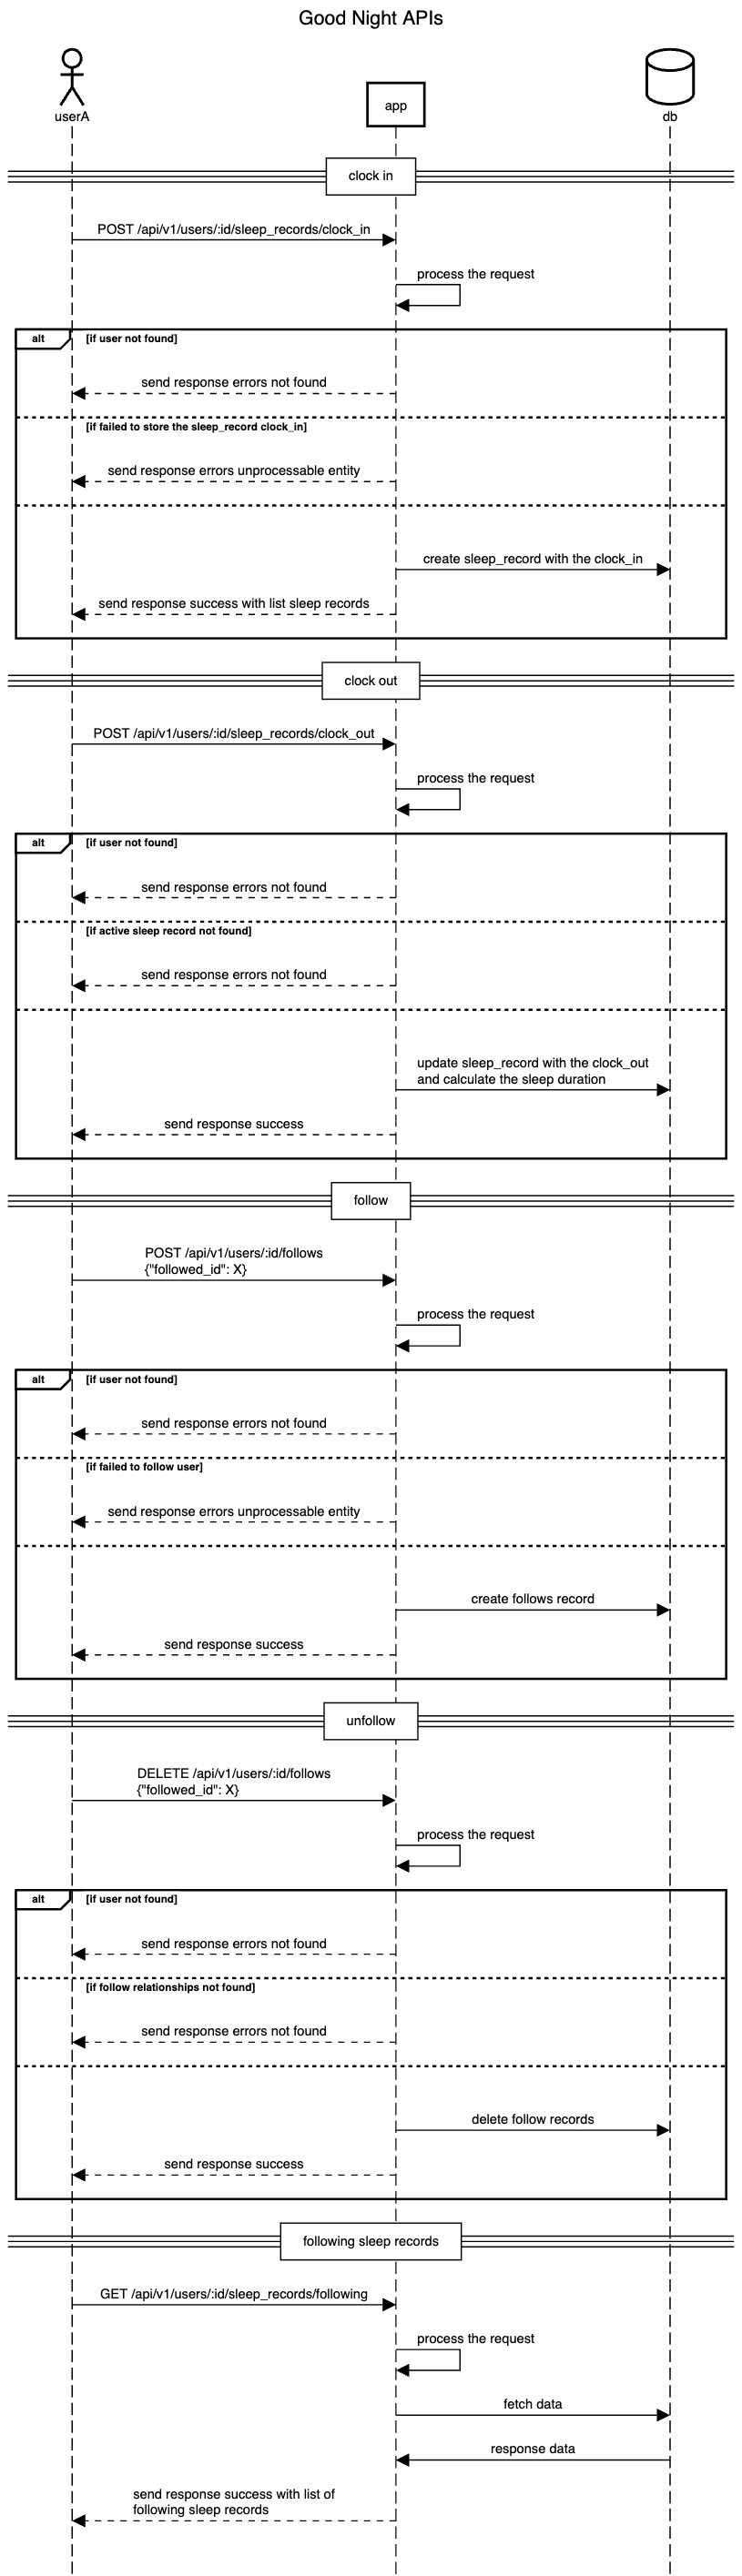 Good Night APIs
userA
app
db
clock in
POST /api/v1/users/:id/sleep_records/clock_in
process the request
alt
[if user not found]
send response errors not found
[if failed to store the sleep_record clock_in]
send response errors unprocessable entity
create sleep_record with the clock_in
send response success with list sleep records
clock out
POST /api/v1/users/:id/sleep_records/clock_out
process the request
alt
[if user not found]
send response errors not found
[if active sleep record not found]
send response errors not found
update sleep_record with the clock_out
and calculate the sleep duration
send response success
follow
POST /api/v1/users/:id/follows
{"followed_id": X}
process the request
alt
[if user not found]
send response errors not found
[if failed to follow user]
send response errors unprocessable entity
create follows record
send response success
unfollow
DELETE /api/v1/users/:id/follows
{"followed_id": X}
process the request
alt
[if user not found]
send response errors not found
[if follow relationships not found]
send response errors not found
delete follow records
send response success
following sleep records
GET /api/v1/users/:id/sleep_records/following
process the request
fetch data
response data
send response success with list of
following sleep records